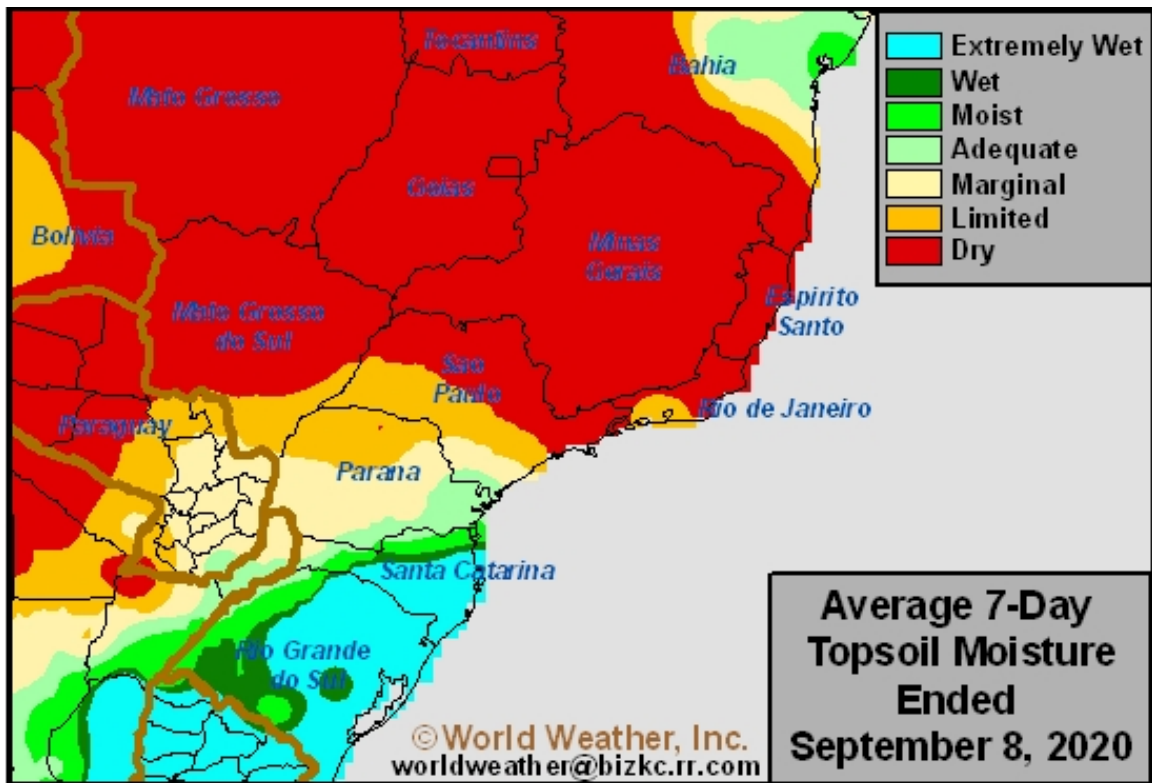 Tocantins
Bahia
Mato Grosso
Goias
Bolivia
Minas
Gerais
Mato Grosso
do Sul
Espirito
Santo
Sao
Paulo
Rio de Janeiro
Paraguay
Parana
Santa Catarina
Rio Grande
do Sul
Extremely Wet
Wet
Moist
Adequate
Marginal
Limited
Dry
Average 7-Day
Topsoil Moisture
Ended
September 8, 2020
©World Weather, Inc.
worldweather@bizkc.rr.com